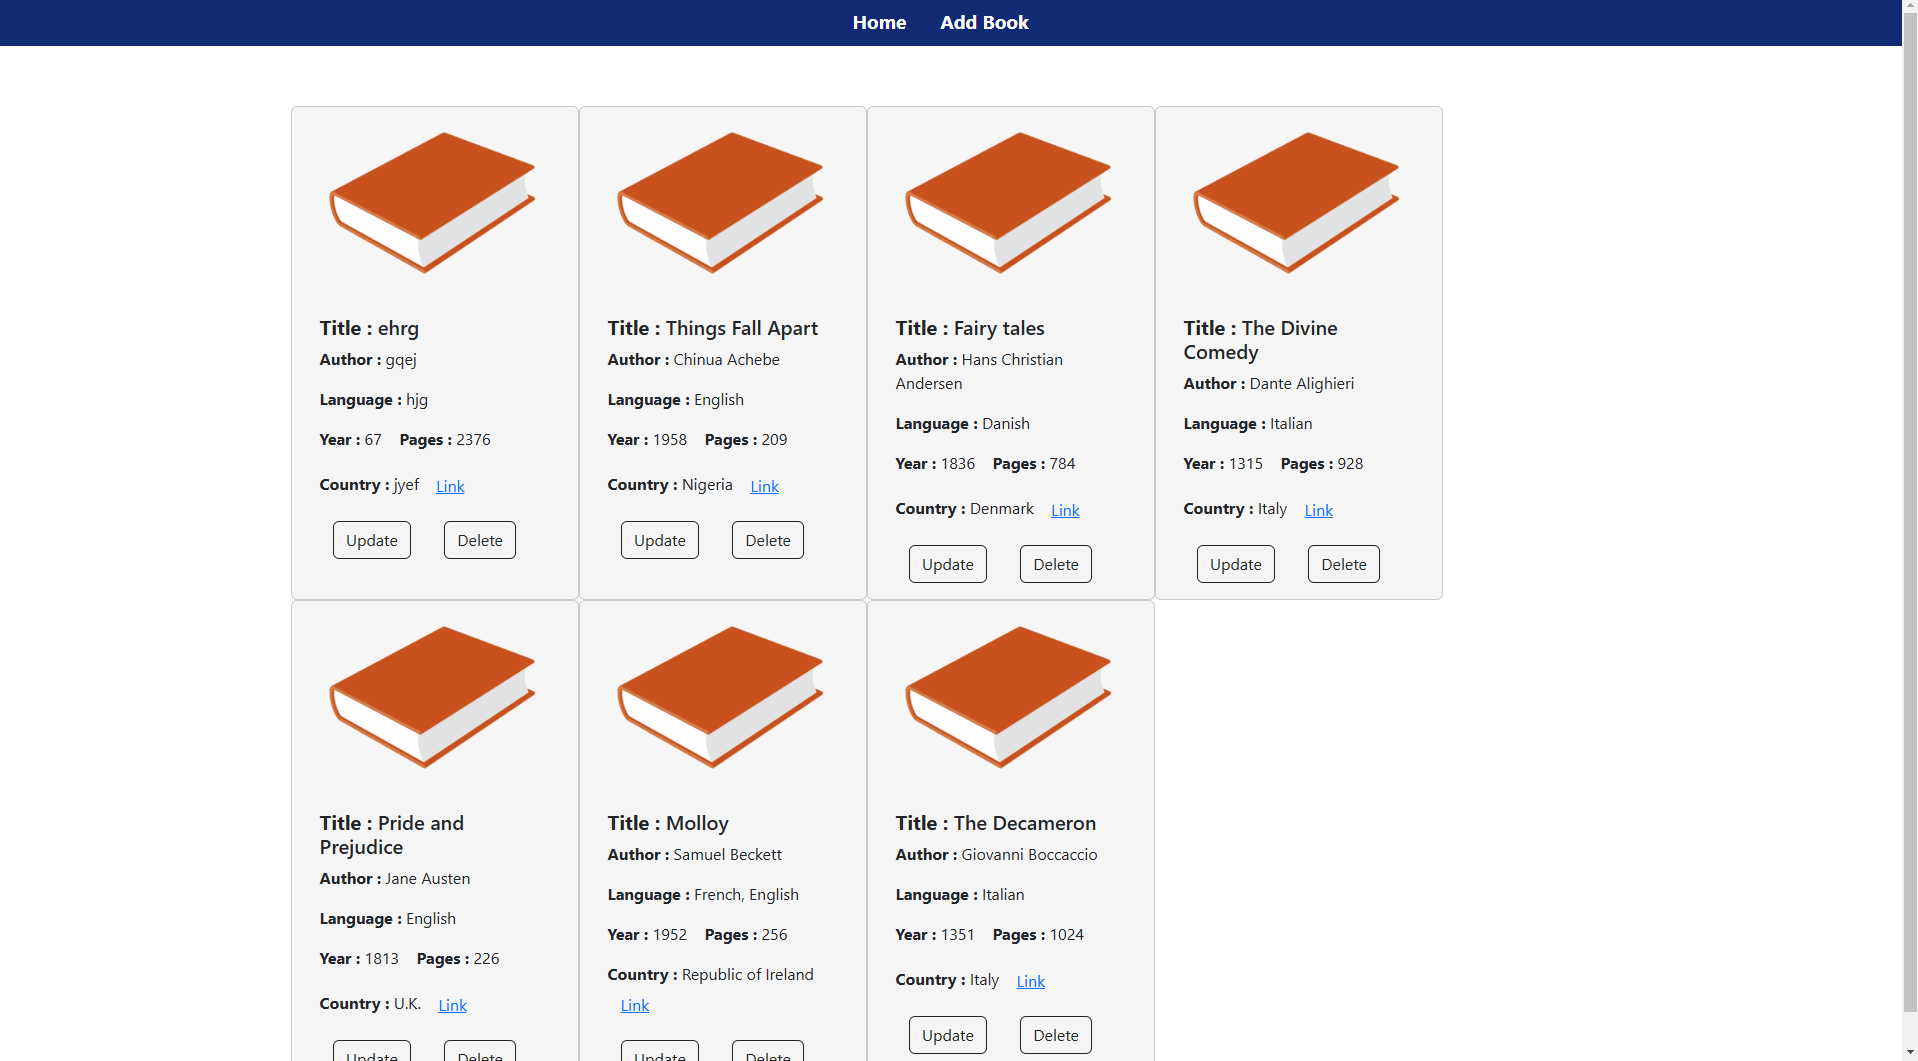 Home Add Book
Title : ehrg
Author : gqej
Language : hjg
Year : 67 Pages : 2376
Country : jyef Link
Update Delete
Title : Things Fall Apart
Author : Chinua Achebe
Language : English
Year : 1958 Pages : 209
Country : Nigeria Link
Update Delete
Title : Fairy tales
Author : Hans Christian
Andersen
Language : Danish
Year : 1836 Pages : 784
Country : Denmark Link
Update Delete
Title : The Divine
Comedy
Author : Dante Alighieri
Language : Italian
Year : 1315 Pages : 928
Country : Italy Link
Update Delete
Title : Pride and
Prejudice
Author : Jane Austen
Language : English
Year : 1813 Pages : 226
Country : U.K. Link
Update Delete
Title : Molloy
Author : Samuel Beckett
Language : French, English
Year : 1952 Pages : 256
Country : Republic of Ireland
Link
Update Delete
Title : The Decameron
Author : Giovanni Boccaccio
Language : Italian
Year : 1351 Pages : 1024
Country : Italy Link
Update Delete